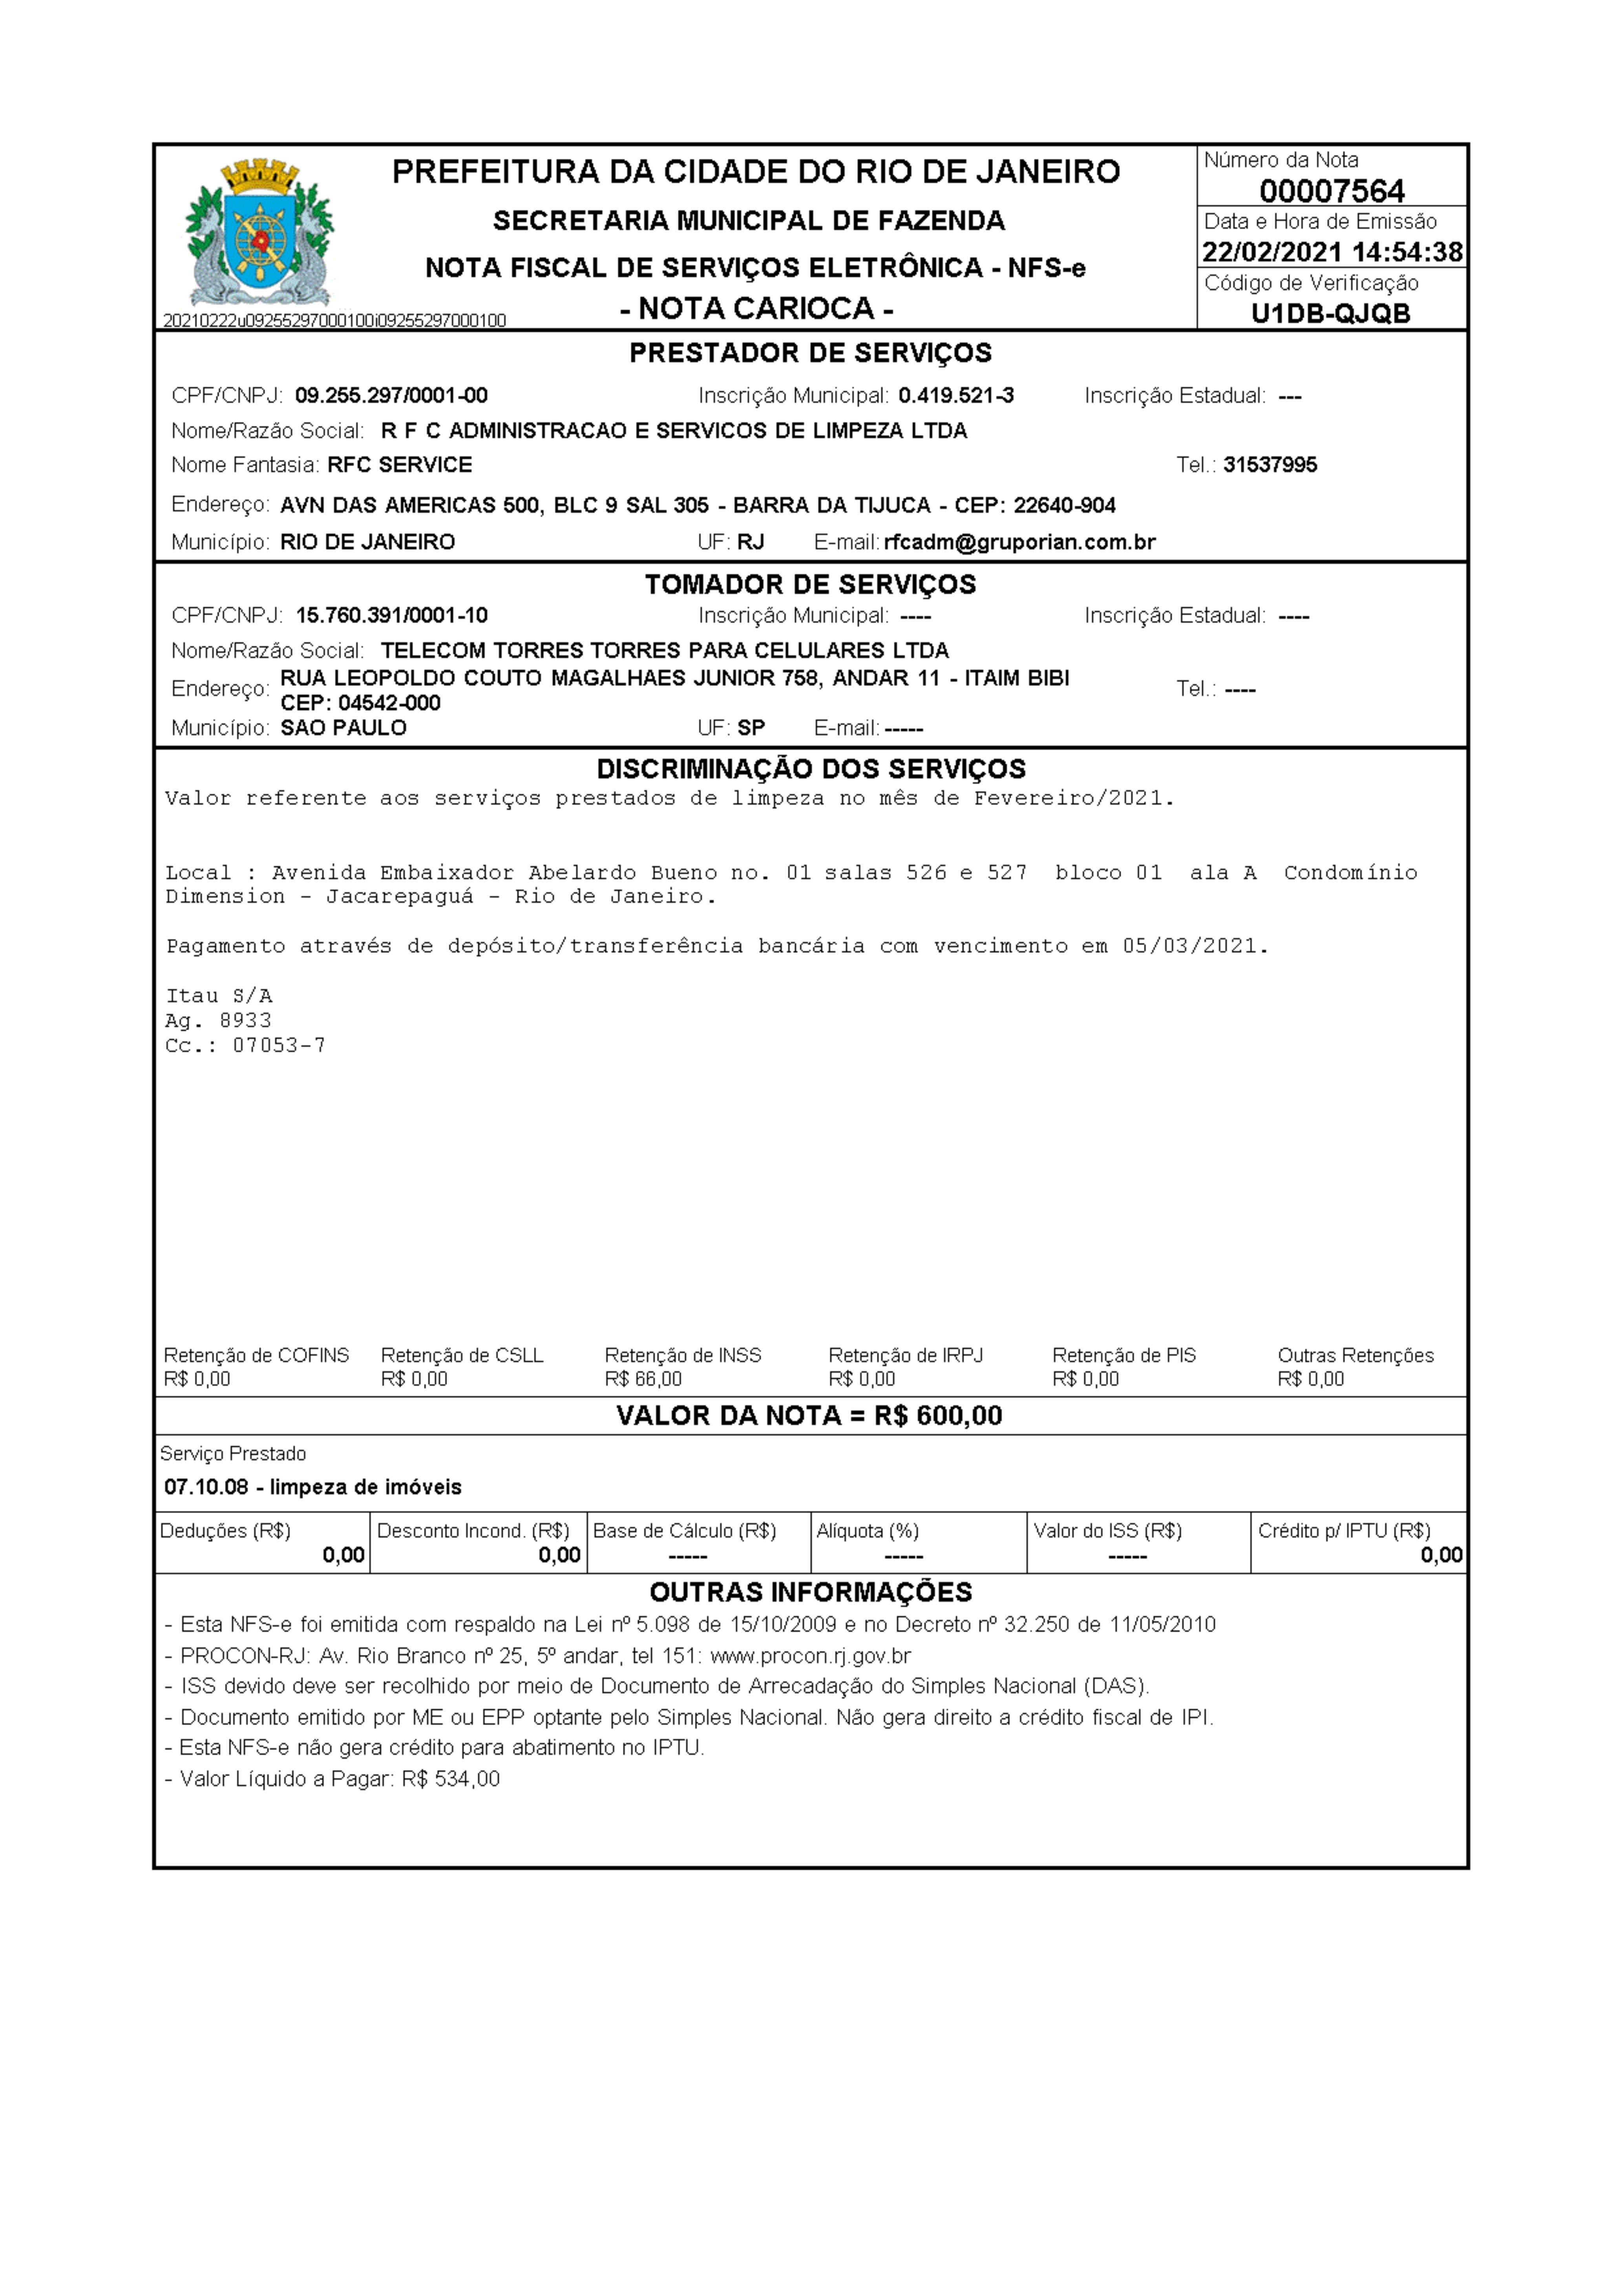 PREFEITURA DA CIDADE DO RIO DE JANEIRO
SECRETARIA MUNICIPAL DE FAZENDA
NOTA FISCAL DE SERVIÇOS ELETRÔNICA - NFS-e
- NOTA CARIOCA -
20210222u09255297000100i09255297000100
Número da Nota
00007564
Data e Hora de Emissão
22/02/2021 14:54:38
Código de Verificação
U1DB-QJQB
PRESTADOR DE SERVIÇOS
CPF/CNPJ: 09.255.297/0001-00 Inscrição Municipal: 0.419.521-3 Inscrição Estadual: ---
Nome/Razão Social: R F C ADMINISTRACAO E SERVICOS DE LIMPEZA LTDA
Nome Fantasia: RFC SERVICE Tel.: 31537995
Endereço: AVN DAS AMERICAS 500, BLC 9 SAL 305 - BARRA DA TIJUCA - CEP: 22640-904
Município: RIO DE JANEIRO UF: RJ E-mail: rfcadm@gruporian.com.br
TOMADOR DE SERVIÇOS
CPF/CNPJ: 15.760.391/0001-10 Inscrição Municipal: ---- Inscrição Estadual: ----
Nome/Razão Social: TELECOM TORRES TORRES PARA CELULARES LTDA
Endereço: RUA LEOPOLDO COUTO MAGALHAES JUNIOR 758, ANDAR 11 - ITAIM BIBI
CEP: 04542-000 Tel.: ----
Município: SAO PAULO UF: SP E-mail: -----
DISCRIMINAÇÃO DOS SERVIÇOS
Valor referente aos serviços prestados de limpeza no mês de Fevereiro/2021.
Local : Avenida Embaixador Abelardo Bueno no. 01 salas 526 e 527 bloco 01 ala A Condomínio
Dimension - Jacarepaguá - Rio de Janeiro.
Pagamento através de depósito/transferência bancária com vencimento em 05/03/2021.
Itau S/A
Ag. 8933
Cc.: 07053-7
Retenção de COFINS Retenção de CSLL Retenção de INSS Retenção de IRPJ Retenção de PIS Outras Retenções
R$ 0,00 R$ 0,00 R$ 66,00 R$ 0,00 R$ 0,00 R$ 0,00
VALOR DA NOTA = R$ 600,00
Serviço Prestado
07.10.08 - limpeza de imóveis
Deduções (R$) Desconto Incond. (R$) Base de Cálculo (R$) Alíquota (%) Valor do ISS (R$) Crédito p/ IPTU (R$)
0,00 0,00 ----- ----- ----- 0,00
OUTRAS INFORMAÇÕES
- Esta NFS-e foi emitida com respaldo na Lei nº 5.098 de 15/10/2009 e no Decreto nº 32.250 de 11/05/2010
- PROCON-RJ: Av. Rio Branco nº 25, 5º andar, tel 151: www.procon.rj.gov.br
- ISS devido deve ser recolhido por meio de Documento de Arrecadação do Simples Nacional (DAS).
- Documento emitido por ME ou EPP optante pelo Simples Nacional. Não gera direito a crédito fiscal de IPI.
- Esta NFS-e não gera crédito para abatimento no IPTU.
- Valor Líquido a Pagar: R$ 534,00